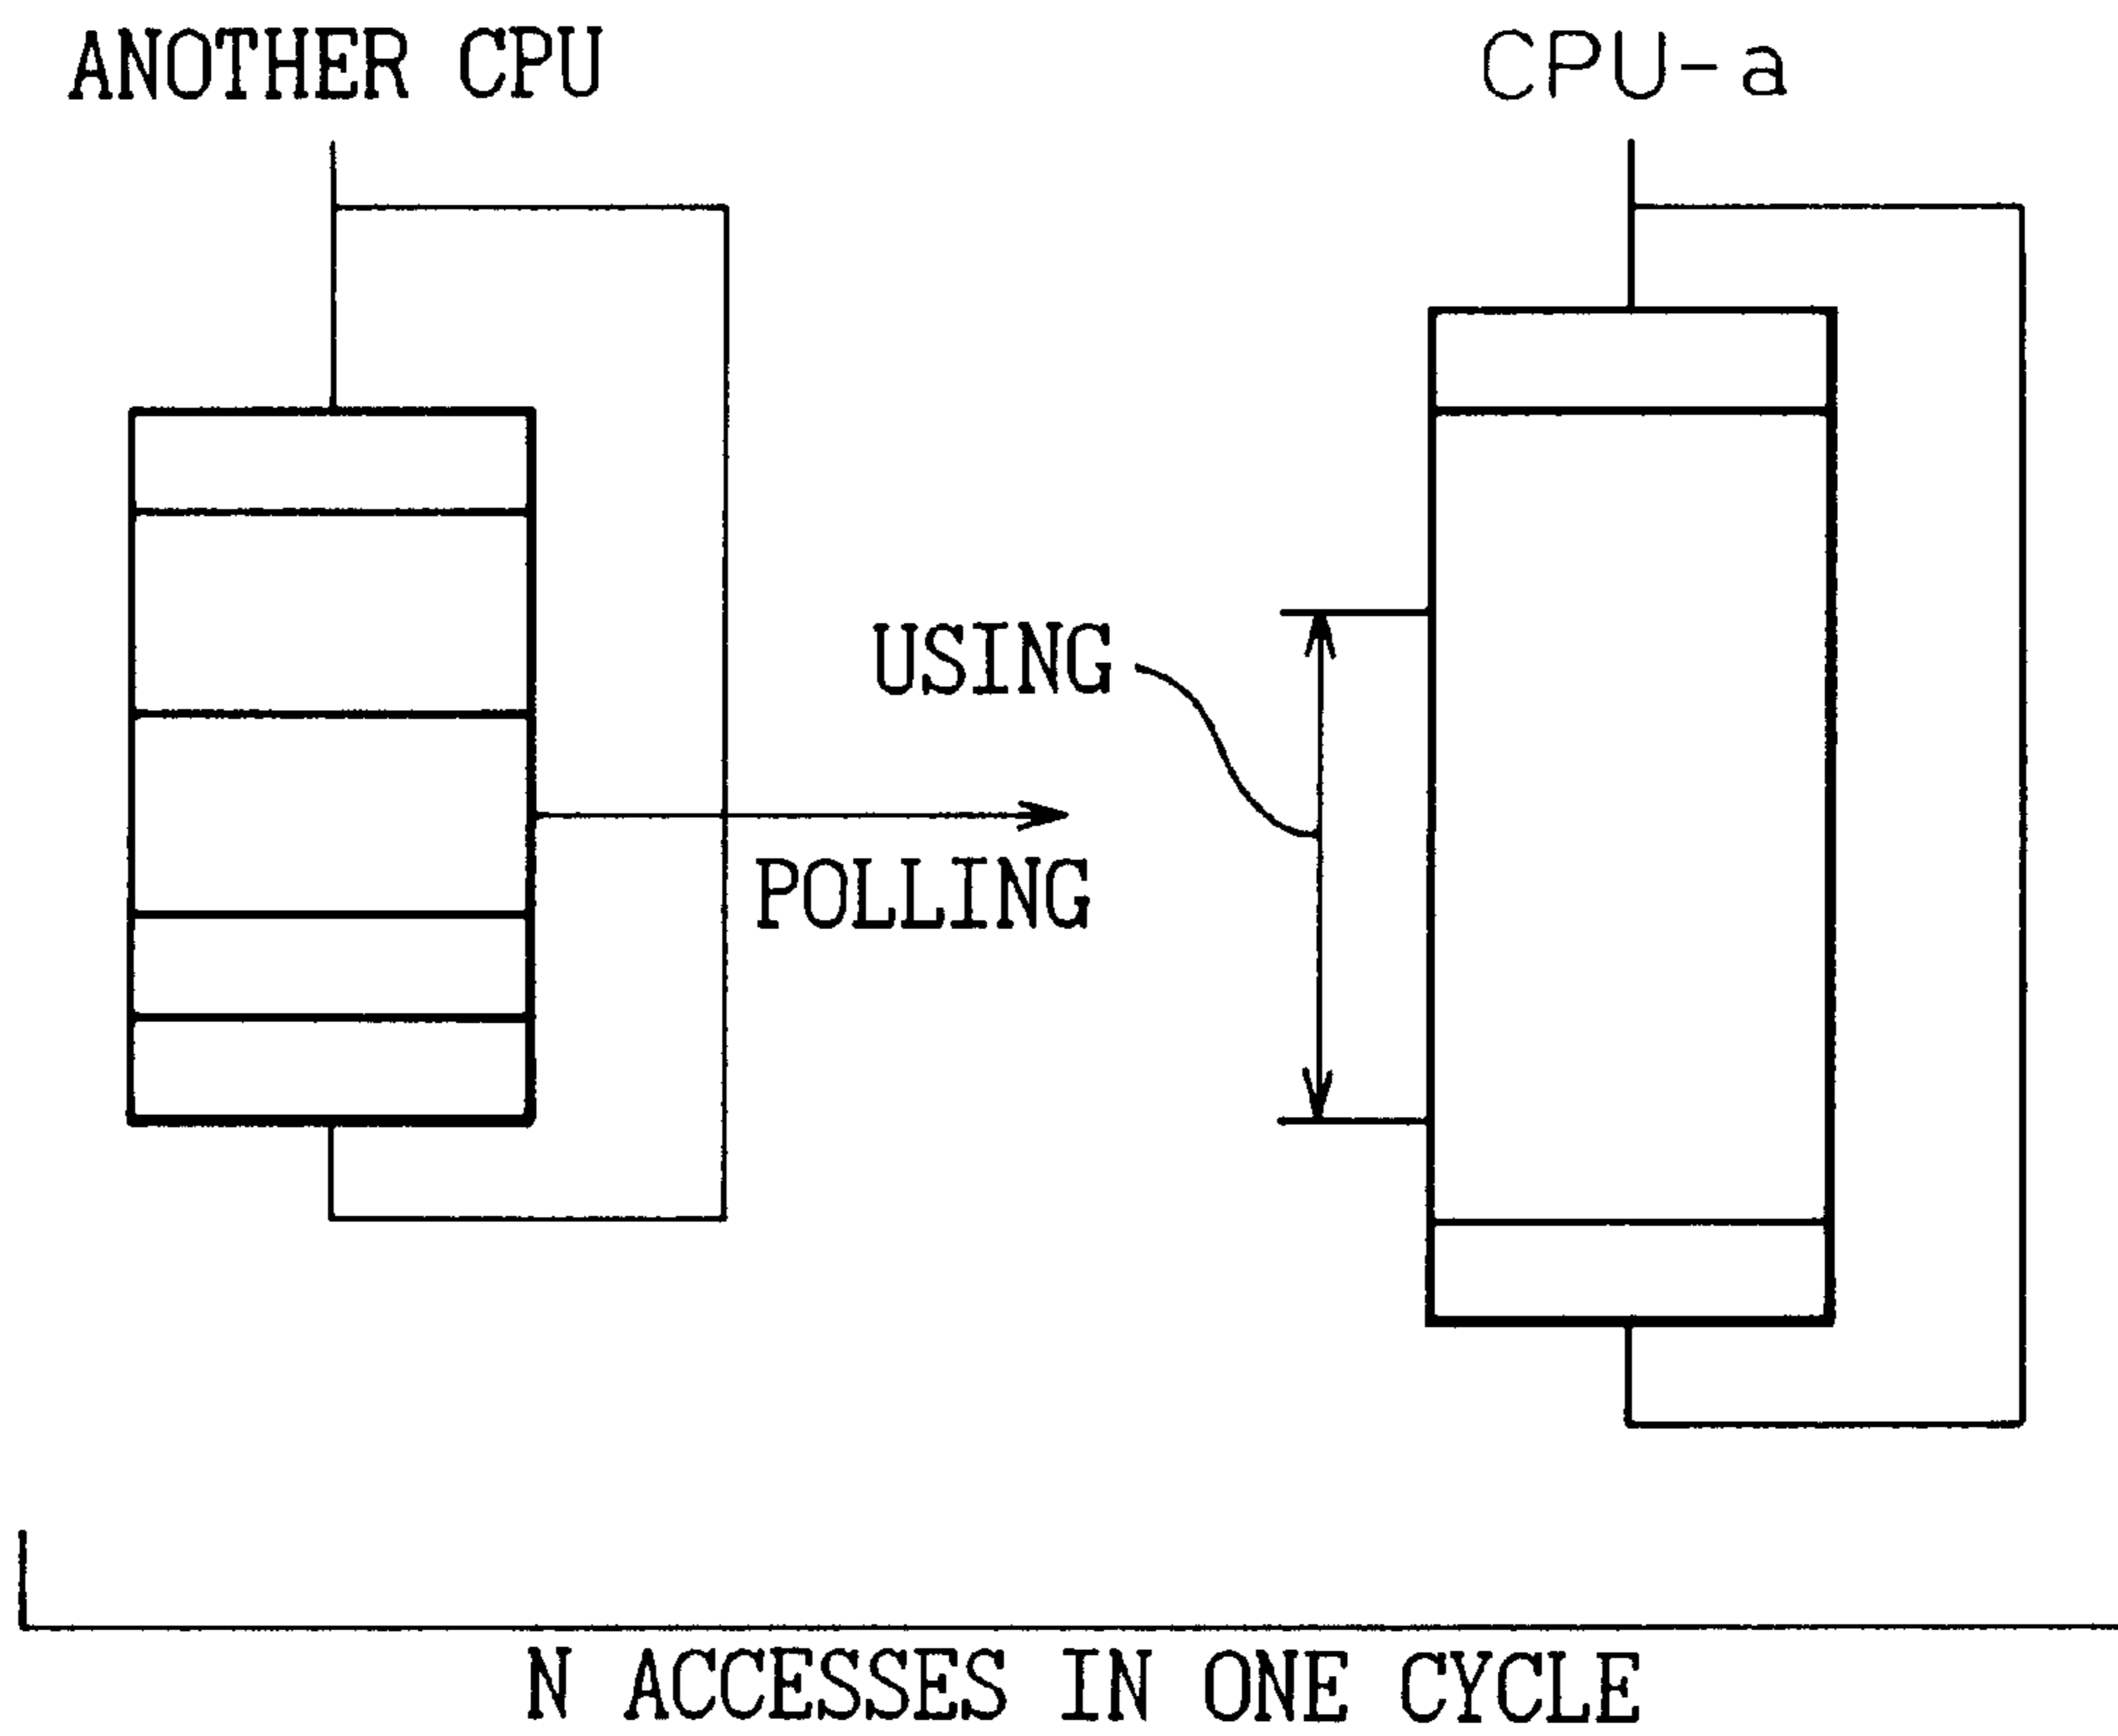 ANOTHER CPU
CPU-a
USING
POLLING
N ACCESSES IN ONE CYCLE